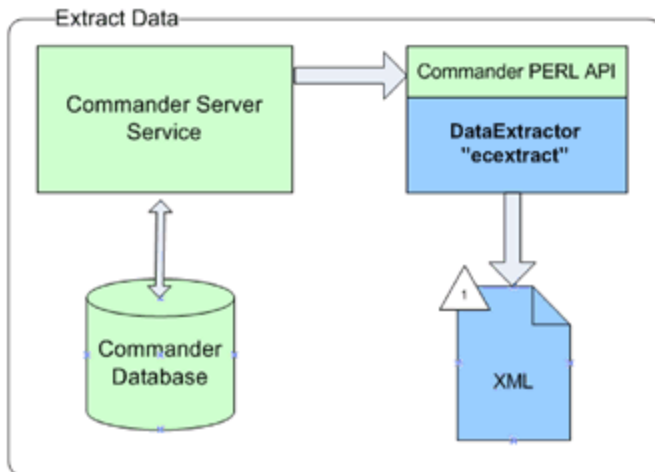 Extract Data
Commander Server
Service
Commander PERL API
DataExtractor
"ecextract"
Commander
Database
1
XML